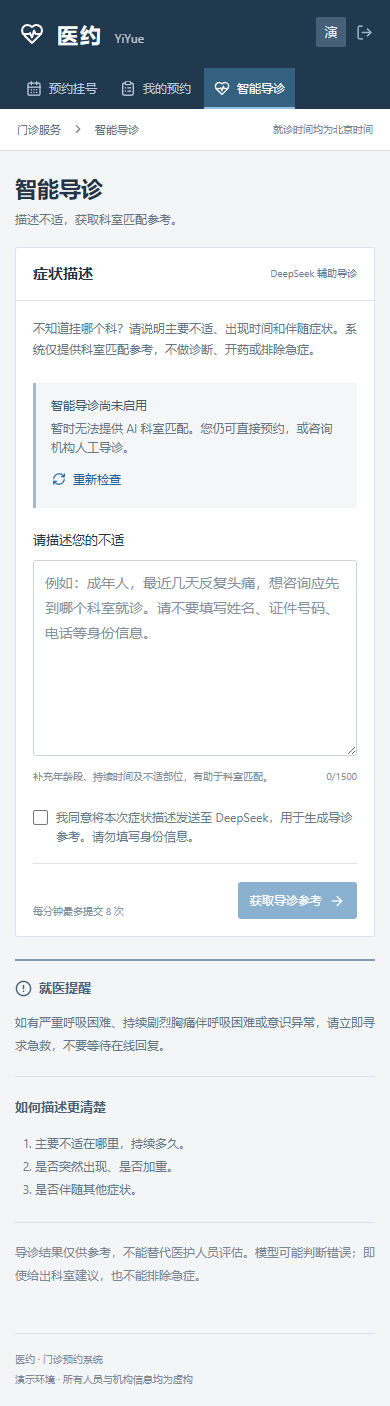 医约 YiYue 演
预约挂号 我的预约 智能导诊
门诊服务 > 智能导诊 就诊时间均为北京时间
智能导诊
描述不适，获取科室匹配参考。
症状描述 DeepSeek 辅助导诊
不知道挂哪个科？请说明主要不适、出现时间和伴随症状。系
统仅提供科室匹配参考，不做诊断、开药或排除急症。
智能导诊尚未启用
暂时无法提供 AI 科室匹配。您仍可直接预约，或咨询
机构人工导诊。
重新检查
请描述您的不适
例如：成年人，最近几天反复头痛，想咨询应先
到哪个科室就诊。请不要填写姓名、证件号码、
电话等身份信息。
补充年龄段、持续时间及不适部位，有助于科室匹配。 0/1500
我同意将本次症状描述发送至 DeepSeek，用于生成导诊
参考。请勿填写身份信息。
每分钟最多提交 8 次 获取导诊参考
就医提醒
如有严重呼吸困难、持续剧烈胸痛伴呼吸困难或意识异常，请立即寻
求急救，不要等待在线回复。
如何描述更清楚
1. 主要不适在哪里，持续多久。
2. 是否突然出现、是否加重。
3. 是否伴随其他症状。
导诊结果仅供参考，不能替代医护人员评估。模型可能判断错误；即
使给出科室建议，也不能排除急症。
医约 · 门诊预约系统
演示环境 · 所有人员与机构信息均为虚构